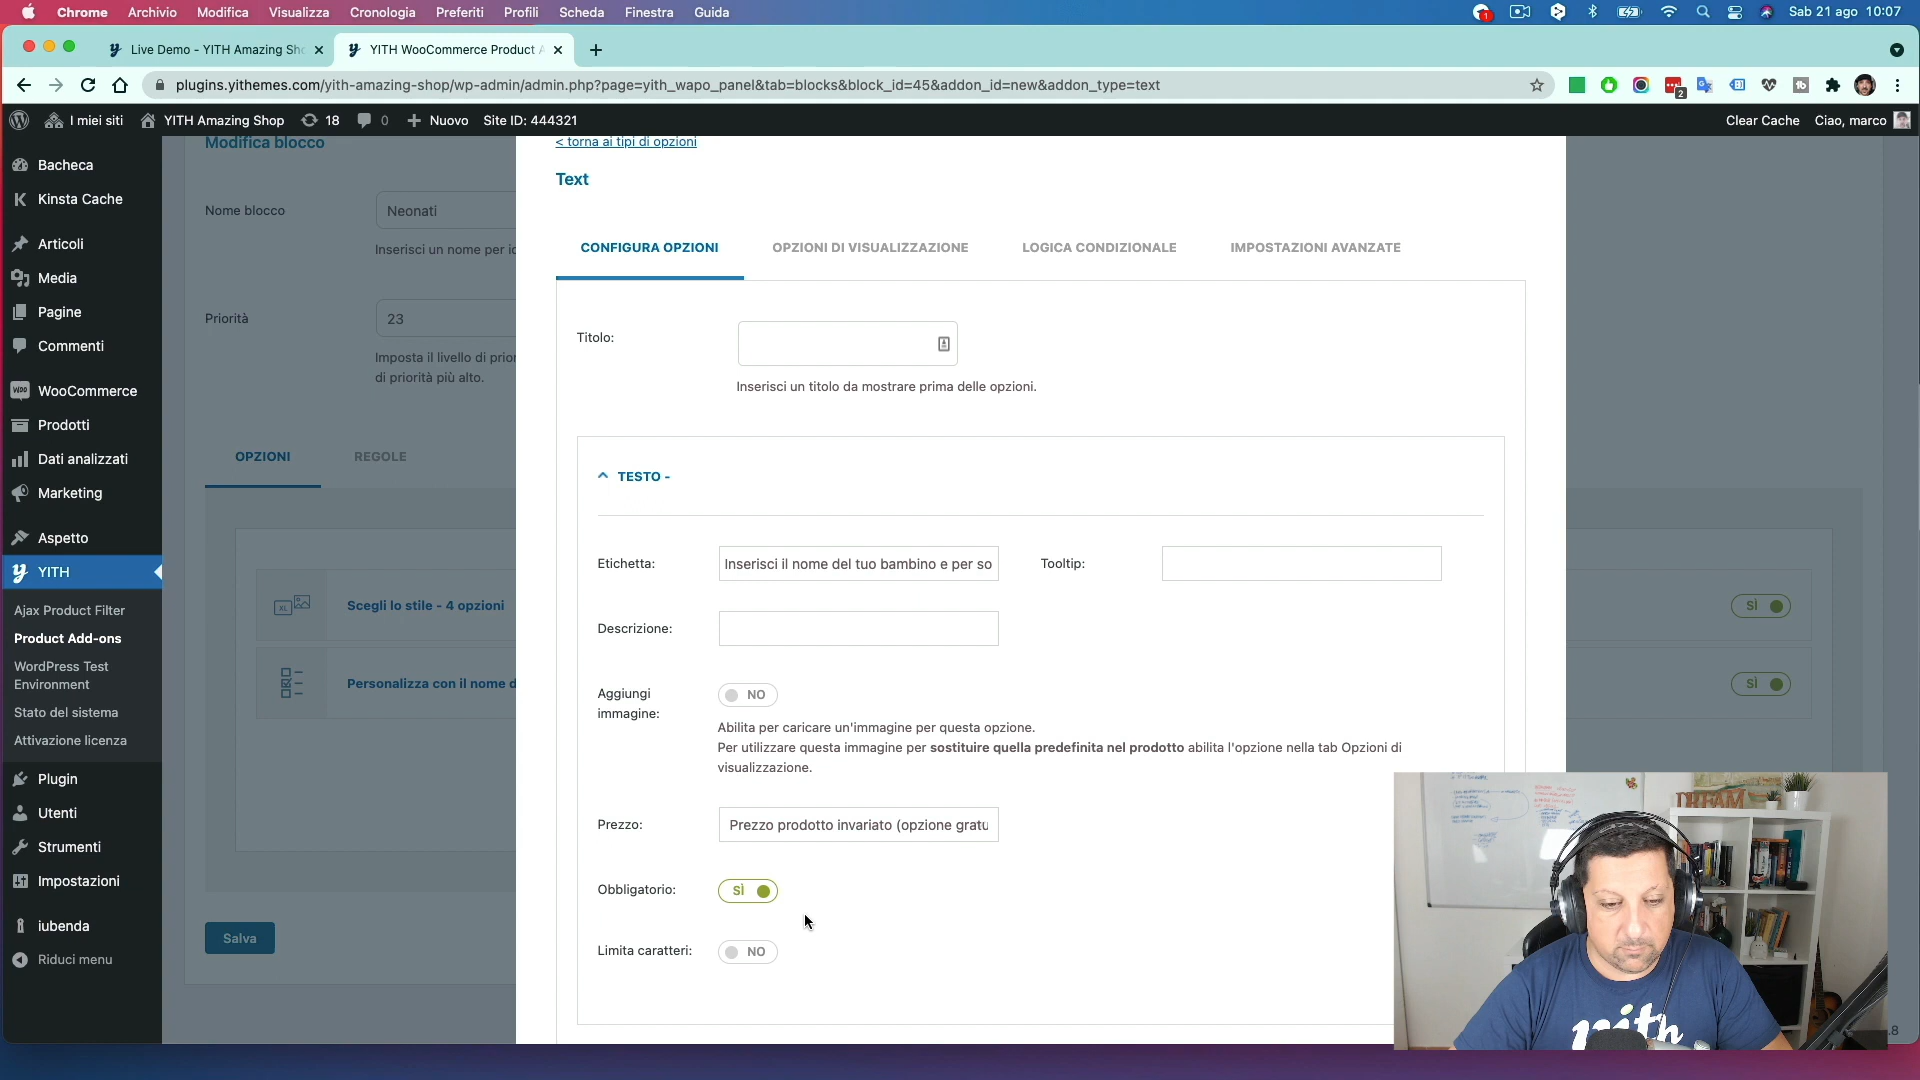 Chrome Archivio Modifica Visualizza Cronologia Preferiti Profili Scheda Finestra Guida
1
Sab 21 ago 10:07
Live Demo - YITH Amazing Sho
YITH WooCommerce Product A
plugins.yithemes.com/yith-amazing-shop/wp-admin/admin.php?page=yith_wapo_panel&tab=blocks&block_id=45&addon_id=new&addon_type=text
2
I miei siti YITH Amazing Shop 18 0 Nuovo Site ID: 444321
Clear Cache Ciao, marco
Bacheca
Kinsta Cache
Articoli
Media
Pagine
Commenti
WooCommerce
Prodotti
Dati analizzati
Marketing
Aspetto
YITH
Ajax Product Filter
Product Add-ons
WordPress Test
Environment
Stato del sistema
Attivazione licenza
Plugin
Utenti
Strumenti
Impostazioni
iubenda
Riduci menu
Modifica blocco
Nome blocco
Neonati
Inserisci un nome per ic
Priorità
23
Imposta il livello di prior
di priorità più alto.
OPZIONI
REGOLE
Scegli lo stile - 4 opzioni
SÌ
Personalizza con il nome d
SÌ
Salva
< torna ai tipi di opzioni
Text
CONFIGURA OPZIONI
OPZIONI DI VISUALIZZAZIONE
LOGICA CONDIZIONALE
IMPOSTAZIONI AVANZATE
Titolo:
Inserisci un titolo da mostrare prima delle opzioni.
TESTO -
Etichetta:
Inserisci il nome del tuo bambino e per so
Tooltip:
Descrizione:
Aggiungi
immagine:
NO
Abilita per caricare un'immagine per questa opzione.
Per utilizzare questa immagine per sostituire quella predefinita nel prodotto abilita l'opzione nella tab Opzioni di
visualizzazione.
Prezzo:
Prezzo prodotto invariato (opzione gratu
Obbligatorio:
SÌ
Limita caratteri:
NO
DREAM
yith
.8